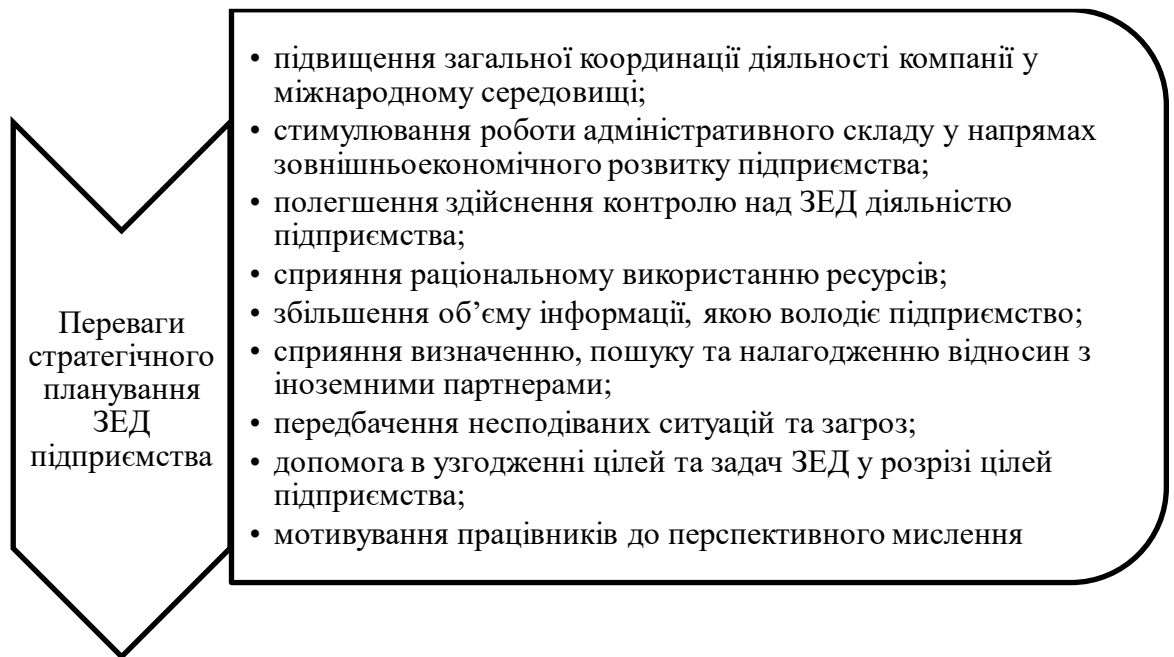 Переваги
стратегічного
планування
ЗЕД
підприємства
• підвищення загальної координації діяльності компанії у
міжнародному середовищі;
• стимулювання роботи адміністративного складу у напрямах
зовнішньоекономічного розвитку підприємства;
• полегшення здійснення контролю над ЗЕД діяльністю
підприємства;
• сприяння раціональному використанню ресурсів;
• збільшення об’єму інформації, якою володіє підприємство;
• сприяння визначенню, пошуку та налагодженню відносин з
іноземними партнерами;
• передбачення несподіваних ситуацій та загроз;
• допомога в узгодженні цілей та задач ЗЕД у розрізі цілей
підприємства;
• мотивування працівників до перспективного мислення